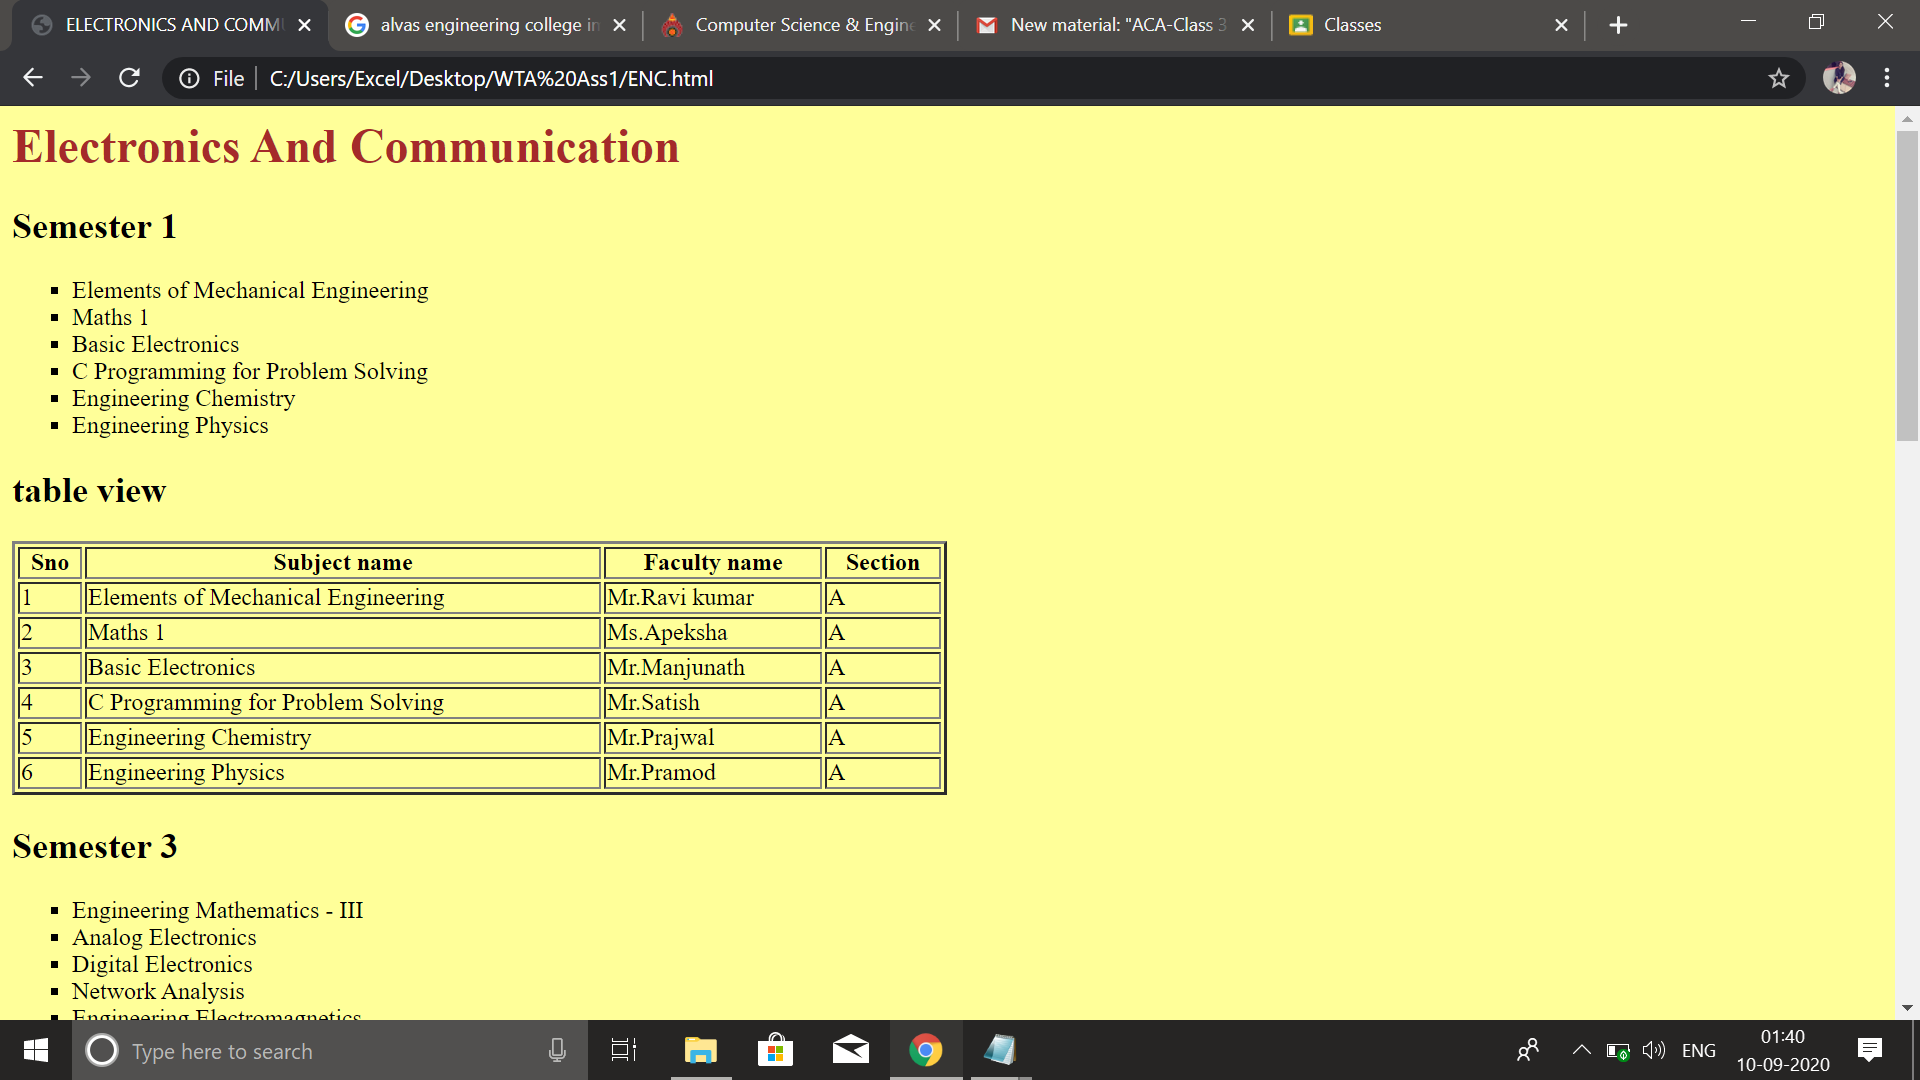 ELECTRONICS AND COMMU
alvas engineering college in
Computer Science & Engine
New material: "ACA-Class 3
Classes
File
C:/Users/Excel/Desktop/WTA%20Ass1/ENC.html
Electronics And Communication
Semester 1
Elements of Mechanical Engineering
Maths 1
Basic Electronics
C Programming for Problem Solving
Engineering Chemistry
Engineering Physics
table view
Sno Subject name Faculty name Section
1 Elements of Mechanical Engineering Mr.Ravi kumar A
2 Maths 1 Ms.Apeksha A
3 Basic Electronics Mr.Manjunath A
4 C Programming for Problem Solving Mr.Satish A
5 Engineering Chemistry Mr.Prajwal A
6 Engineering Physics Mr.Pramod A
Semester 3
Engineering Mathematics - III
Analog Electronics
Digital Electronics
Network Analysis
Engineering Electromagnetics
Type here to search
ENG
01:40
10-09-2020